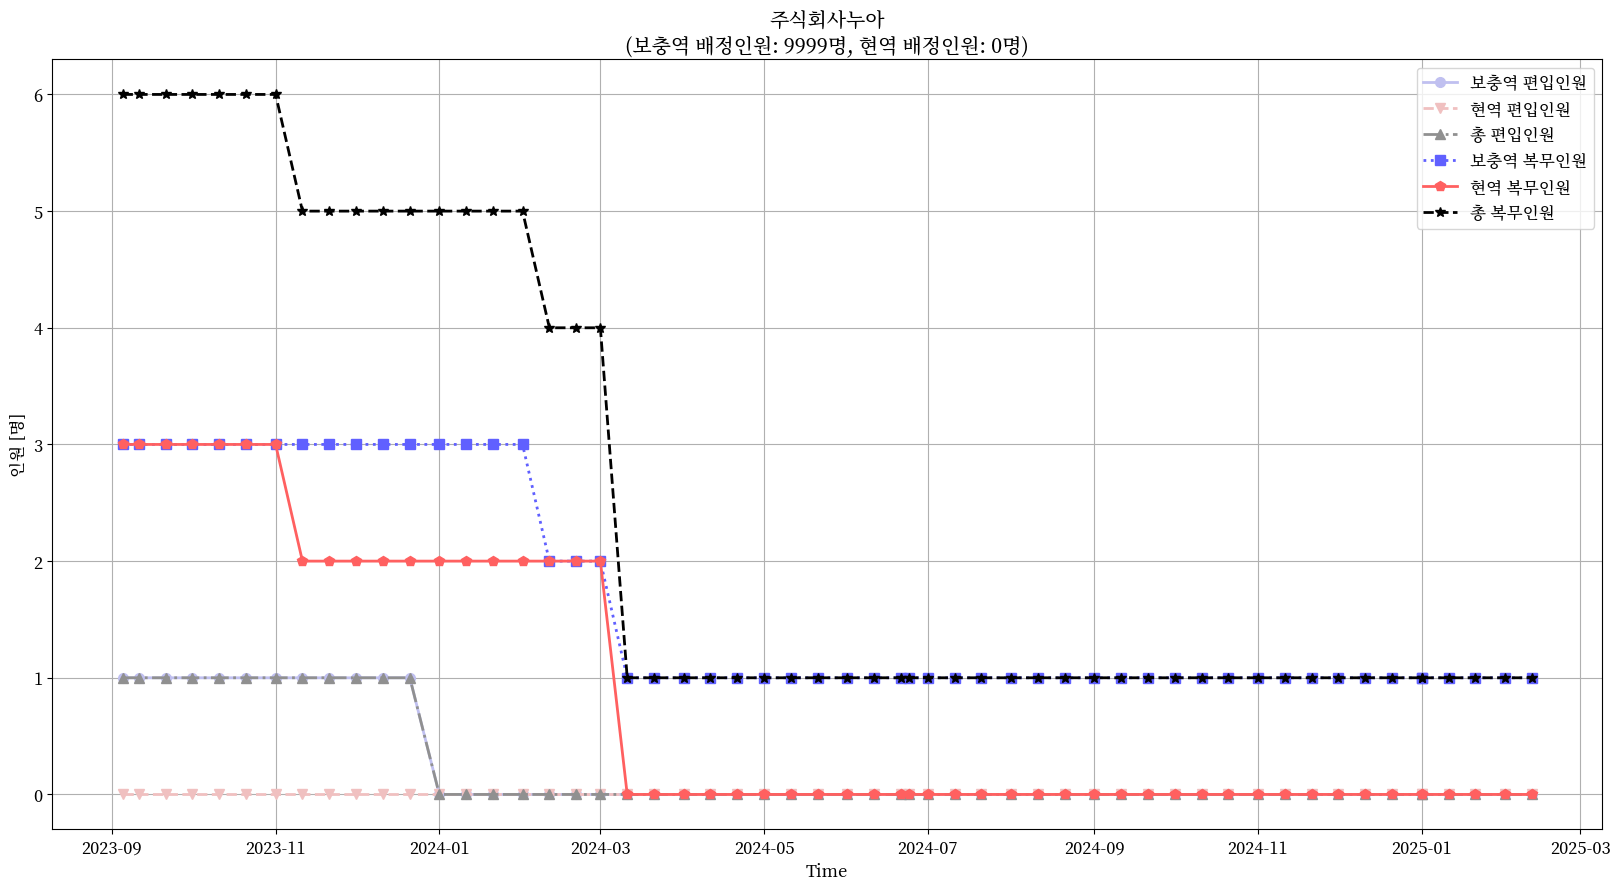 주식회사누아
(보충역 배정인원: 9999명, 현역 배정인원: 0명)
보충역 편입인원
현역 편입인원
총 편입인원
보충역 복무인원
현역 복무인원
총 복무인원
인원 [명]
6
5
4
3
2
1
0
2023-09
2023-11
2024-01
2024-03
2024-05
2024-07
2024-09
2024-11
2025-01
2025-03
Time